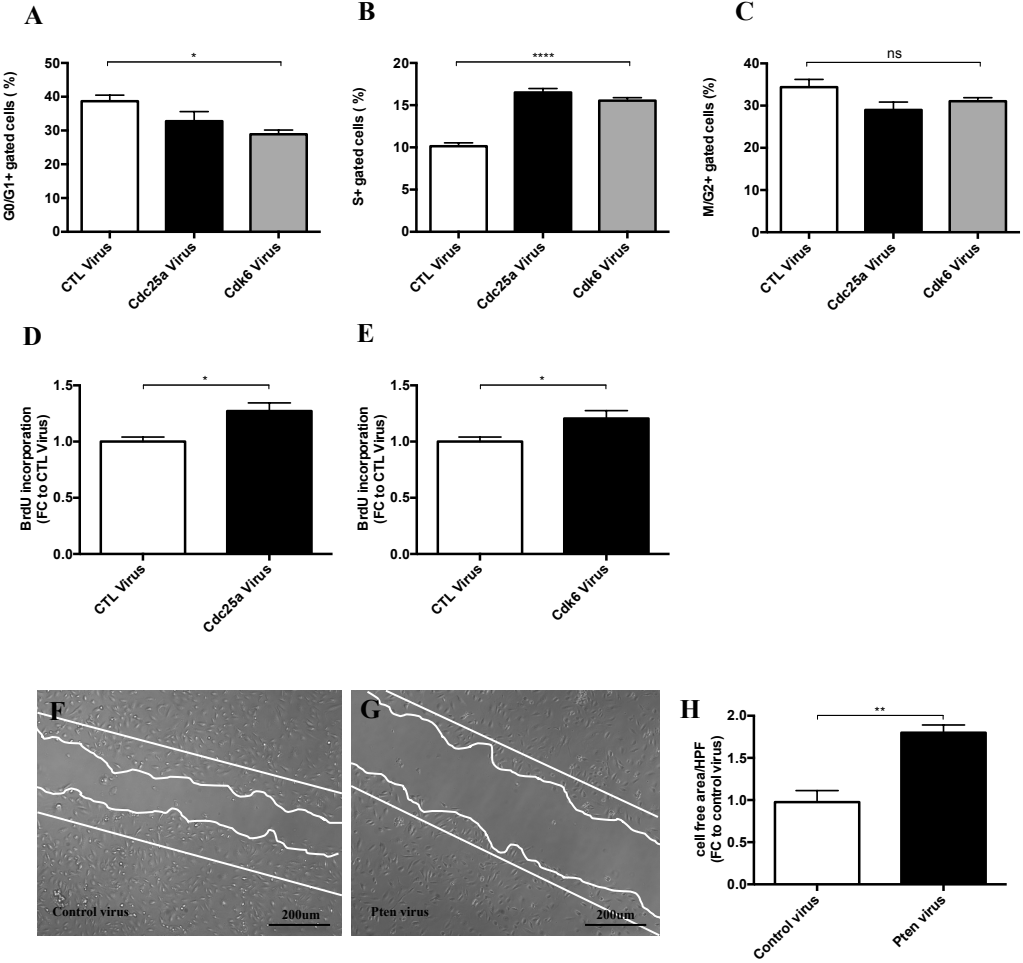 A
G0/G1+ gated cells ( %)
50
40
30
20
10
0
*
CTL Virus
Cdc25a Virus
Cdk6 Virus
B
S+ gated cells ( %)
20
15
10
5
0
****
CTL Virus
Cdc25a Virus
Cdk6 Virus
C
M/G2+ gated cells (%)
40
30
20
10
0
ns
CTL Virus
Cdc25a Virus
Cdk6 Virus
D
BrdU incorporation
(FC to CTL Virus)
1.5
1.0
0.5
0.0
*
CTL Virus
Cdc25a Virus
E
BrdU incorporation
(FC to CTL Virus)
1.5
1.0
0.5
0.0
*
CTL Virus
Cdk6 Virus
F
Control virus
200um
G
Pten virus
200um
H
cell free area/HPF
(FC to control virus)
2.0
1.5
1.0
0.5
0.0
**
Control virus
Pten virus